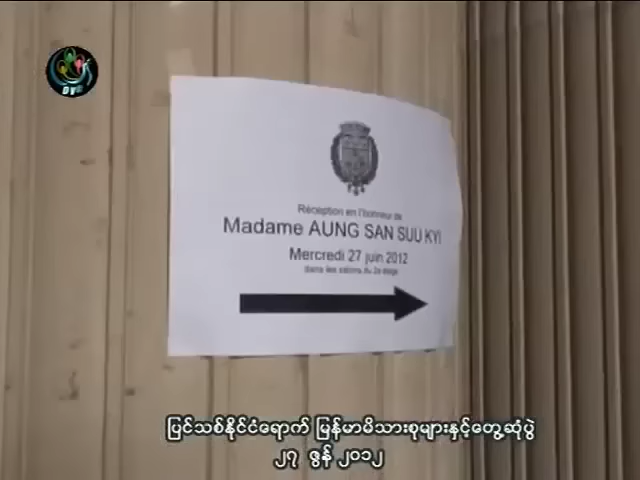 DVB
Réception en l'honneur de
Madame AUNG SAN SUU KYI
Mercredi 27 juin 2012
dans les salons du 2e étage
ပြင်သစ်နိုင်ငံရောက် မြန်မာမိသားစုများနှင့်တွေ့ဆုံပွဲ
၂၇ ဇွန် ၂၀၁၂